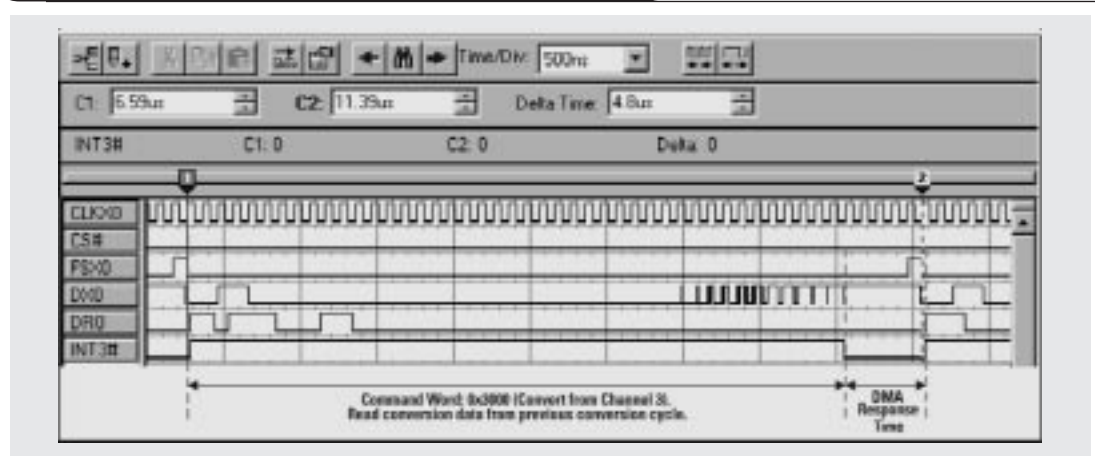 Time/Div: 500ns
C1: 6.59us C2: 11.39us Delta Time: 4.8us
INT3# C1: 0 C2: 0 Delta: 0
1 2
CLKX0
CS#
FSX0
DX0
DR0
INT3#
Command Word: 0x3000 (Convert from Channel 3).
Read conversion data from previous conversion cycle.
DMA
Response
Time